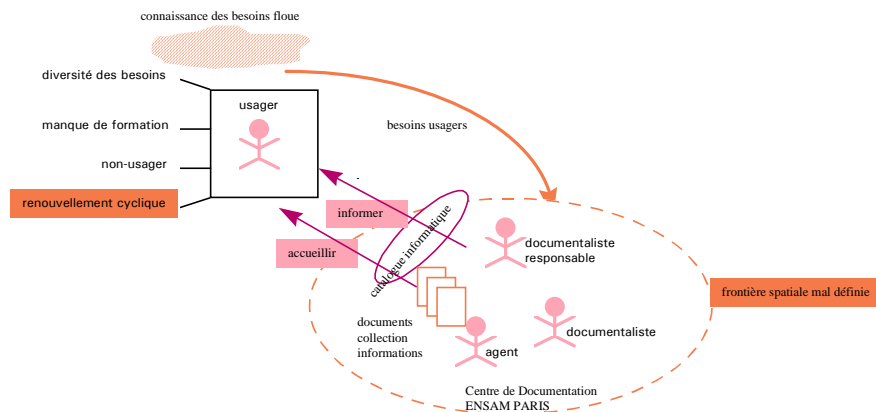 connaissance des besoins floue
diversité des besoins
usager
manque de formation
besoins usagers
non-usager
renouvellement cyclique
informer
catalogue informatique
accueillir
documentaliste
responsable
frontière spatiale mal définie
documents
collection
informations
documentaliste
agent
Centre de Documentation
ENSAM PARIS